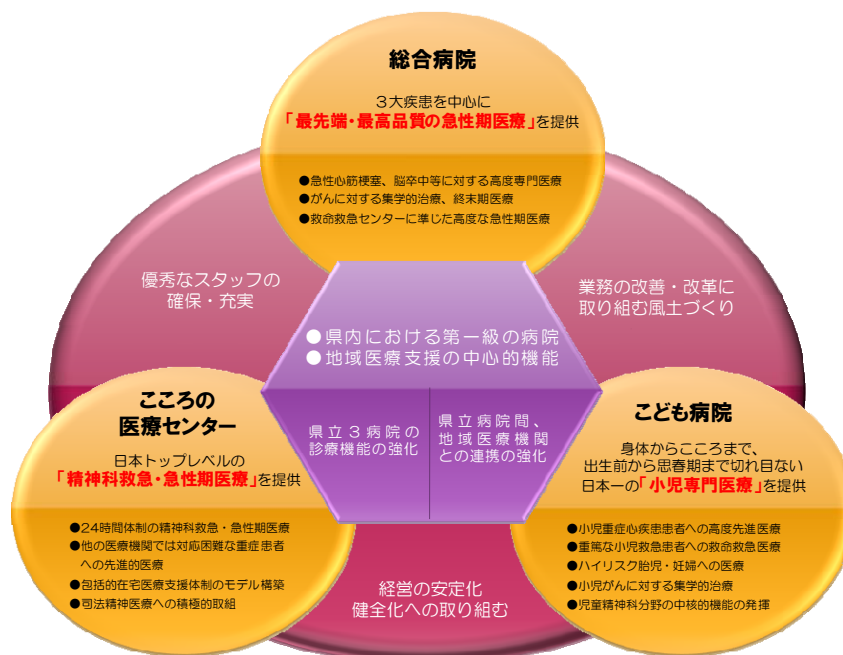 総合病院
３大疾患を中心に
「最先端・最高品質の急性期医療」を提供
●急性心筋梗塞、脳卒中等に対する高度専門医療
●がんに対する集学的治療、終末期医療
●救命救急センターに準じた高度な急性期医療
優秀なスタッフの
確保・充実
業務の改善・改革に
取り組む風土づくり
●県内における第一級の病院
●地域医療支援の中心的機能
県立３病院の
診療機能の強化
県立病院間、
地域医療機関
との連携の強化
こころの
医療センター
日本トップレベルの
「精神科救急・急性期医療」を提供
●24時間体制の精神科救急・急性期医療
●他の医療機関では対応困難な重症患者
への先進的医療
●包括的在宅医療支援体制のモデル構築
●司法精神医療への積極的取組
こども病院
身体からこころまで、
出生前から思春期まで切れ目ない
日本一の「小児専門医療」を提供
●小児重症心疾患患者への高度先進医療
●重篤な小児救急患者への救命救急医療
●ハイリスク胎児・妊婦への医療
●小児がんに対する集学的治療
●児童精神科分野の中核的機能の発揮
経営の安定化
健全化への取り組む